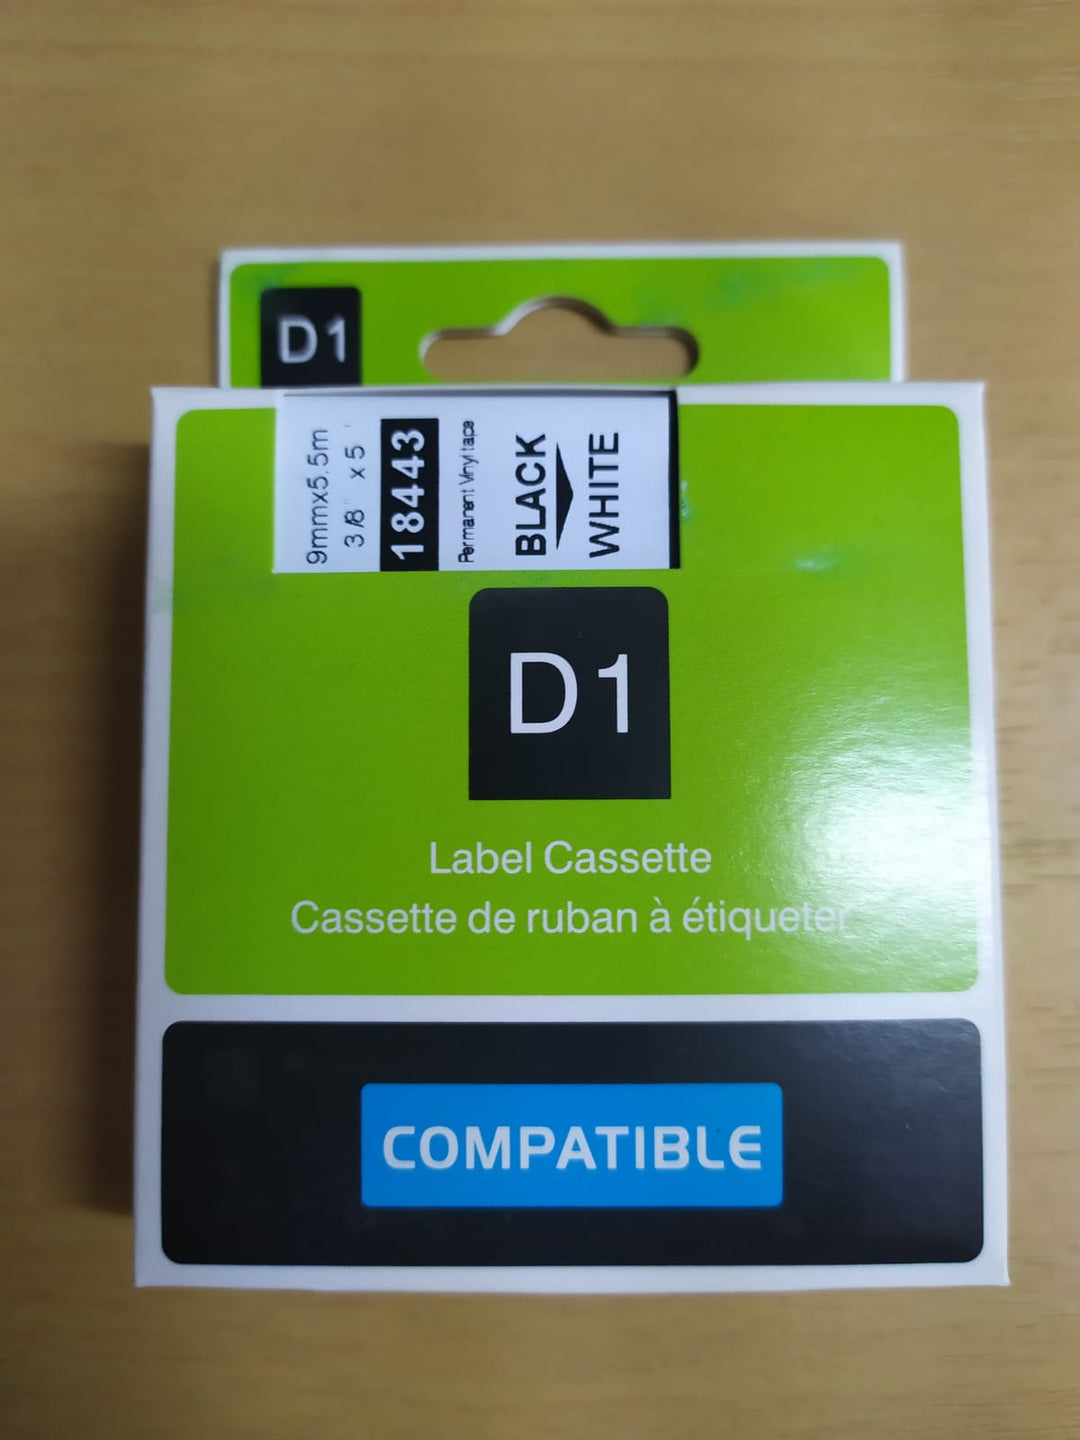 D1
9mmx5.5m
3/8" x 5'
18443
Permanent Vinyl tape
BLACK
WHITE
D1
Label Cassette
Cassette de ruban à étiqueter
COMPATIBLE